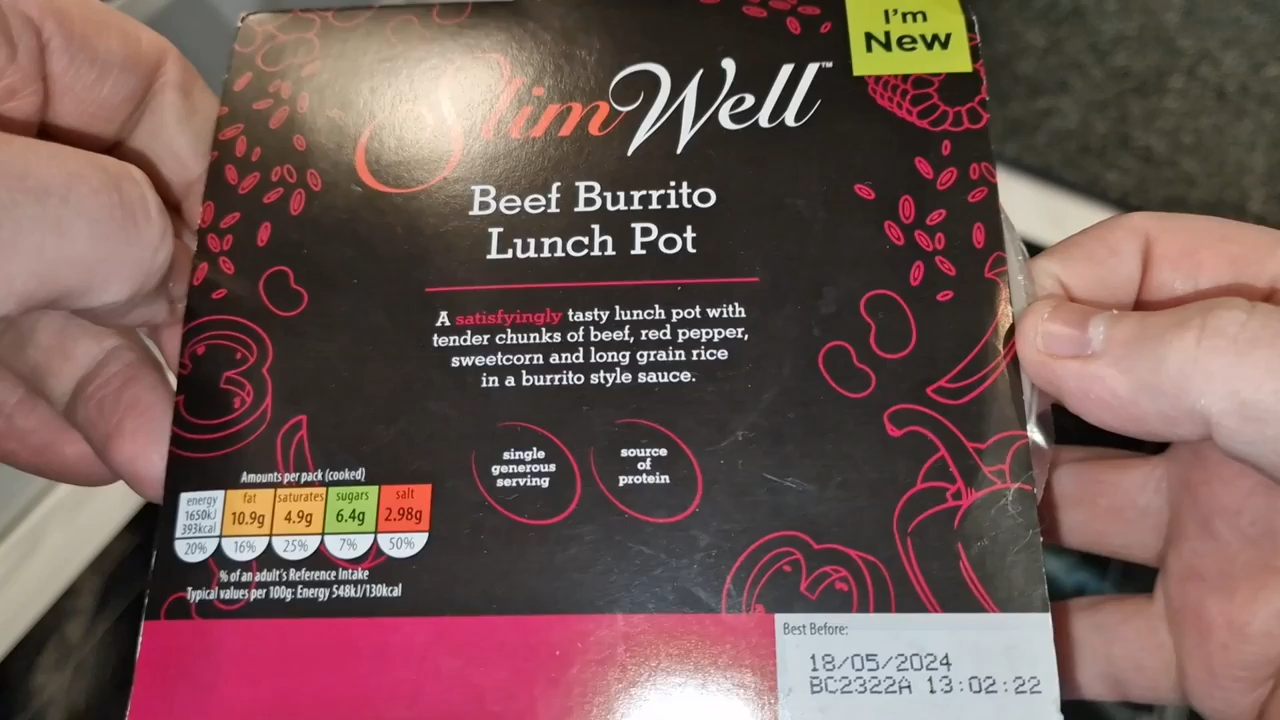 I'm
New
SlimWell™
Beef Burrito
Lunch Pot
A satisfyingly tasty lunch pot with
tender chunks of beef, red pepper,
sweetcorn and long grain rice
in a burrito style sauce.
single
generous
serving
source
of
protein
Amounts per pack (cooked)
energy fat saturates sugars salt
1650kJ
393kcal 10.9g 4.9g 6.4g 2.98g
20% 16% 25% 7% 50%
% of an adult's Reference Intake
Typical values per 100g: Energy 548kJ/130kcal
Best Before:
18/05/2024
BC2322A 13:02:22